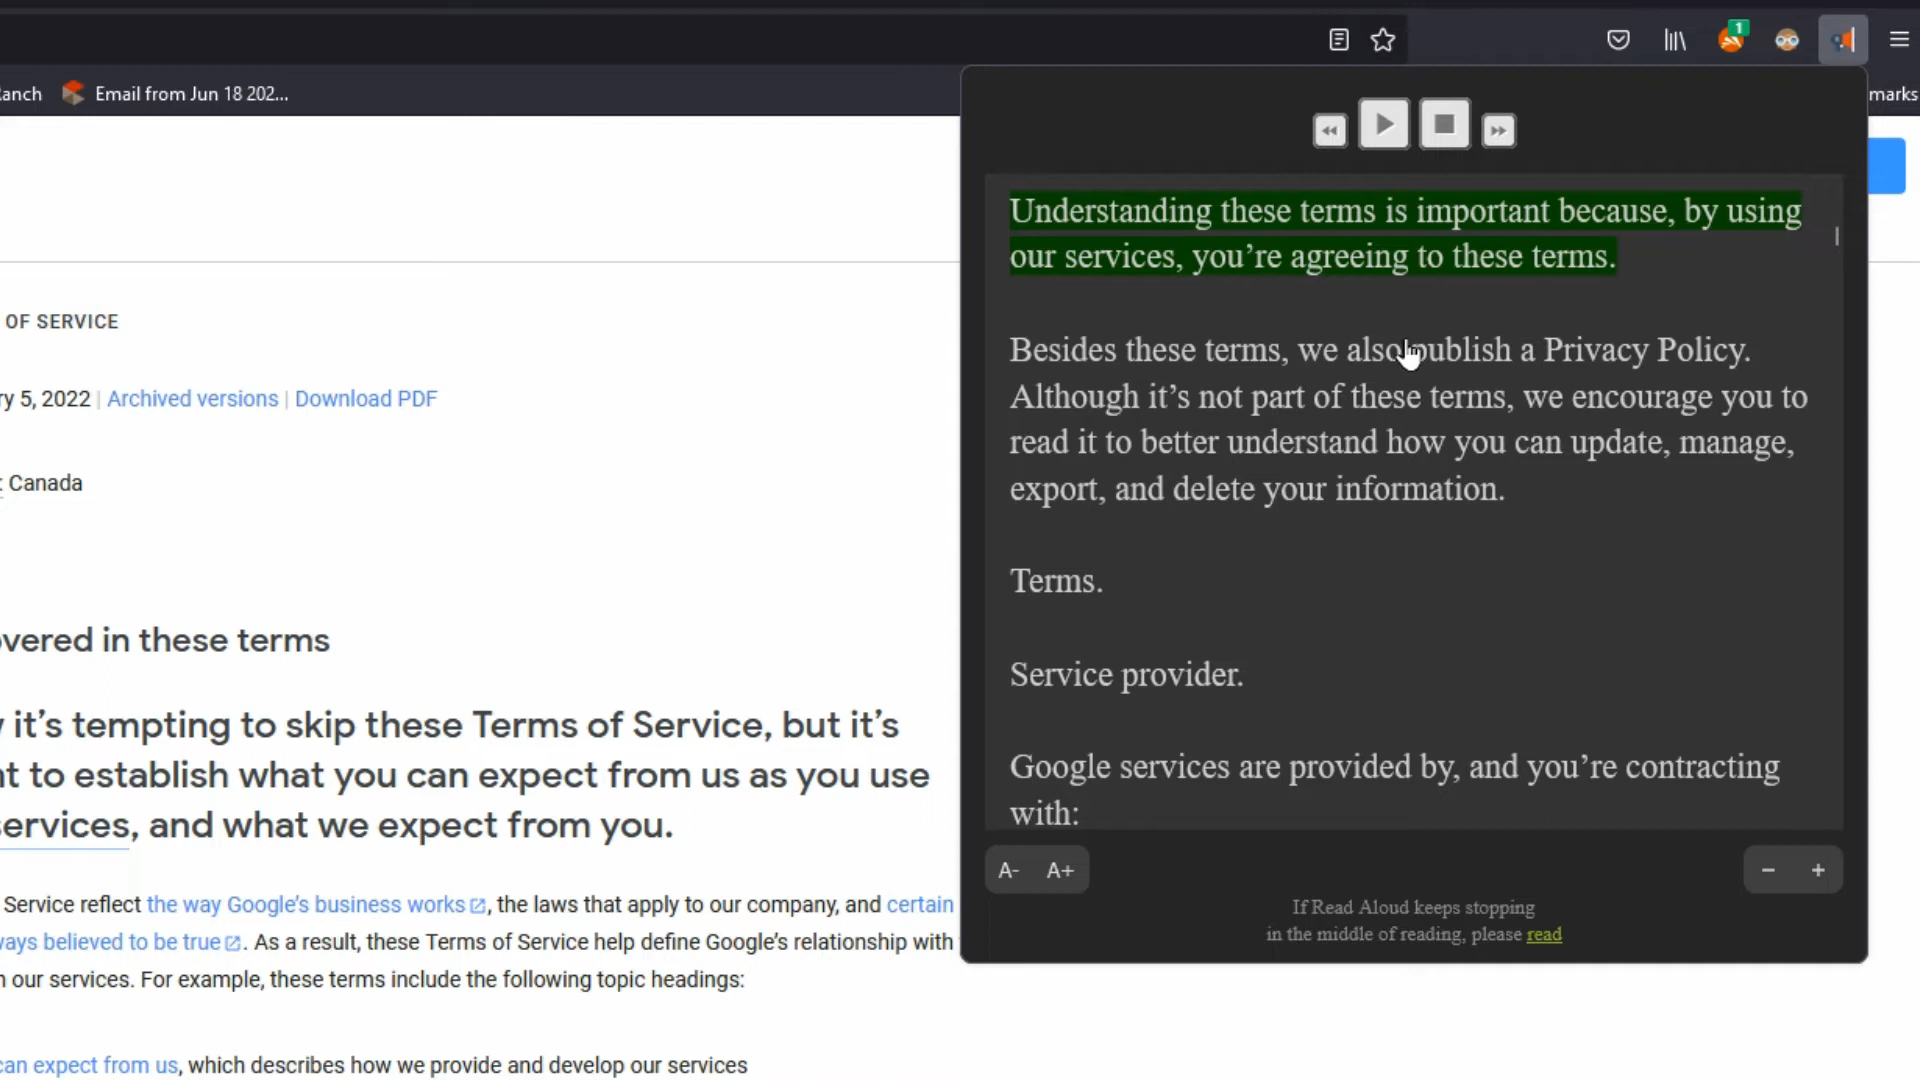 1
anch
Email from Jun 18 202...
marks
OF SERVICE
ry 5, 2022 | Archived versions | Download PDF
: Canada
overed in these terms
it's tempting to skip these Terms of Service, but it's
nt to establish what you can expect from us as you use
services, and what we expect from you.
Service reflect the way Google's business works, the laws that apply to our company, and certain
ways believed to be true. As a result, these Terms of Service help define Google's relationship with
n our services. For example, these terms include the following topic headings:
can expect from us, which describes how we provide and develop our services
Understanding these terms is important because, by using
our services, you're agreeing to these terms.
Besides these terms, we also publish a Privacy Policy.
Although it's not part of these terms, we encourage you to
read it to better understand how you can update, manage,
export, and delete your information.
Terms.
Service provider.
Google services are provided by, and you're contracting
with:
A- A+
− +
If Read Aloud keeps stopping
in the middle of reading, please read